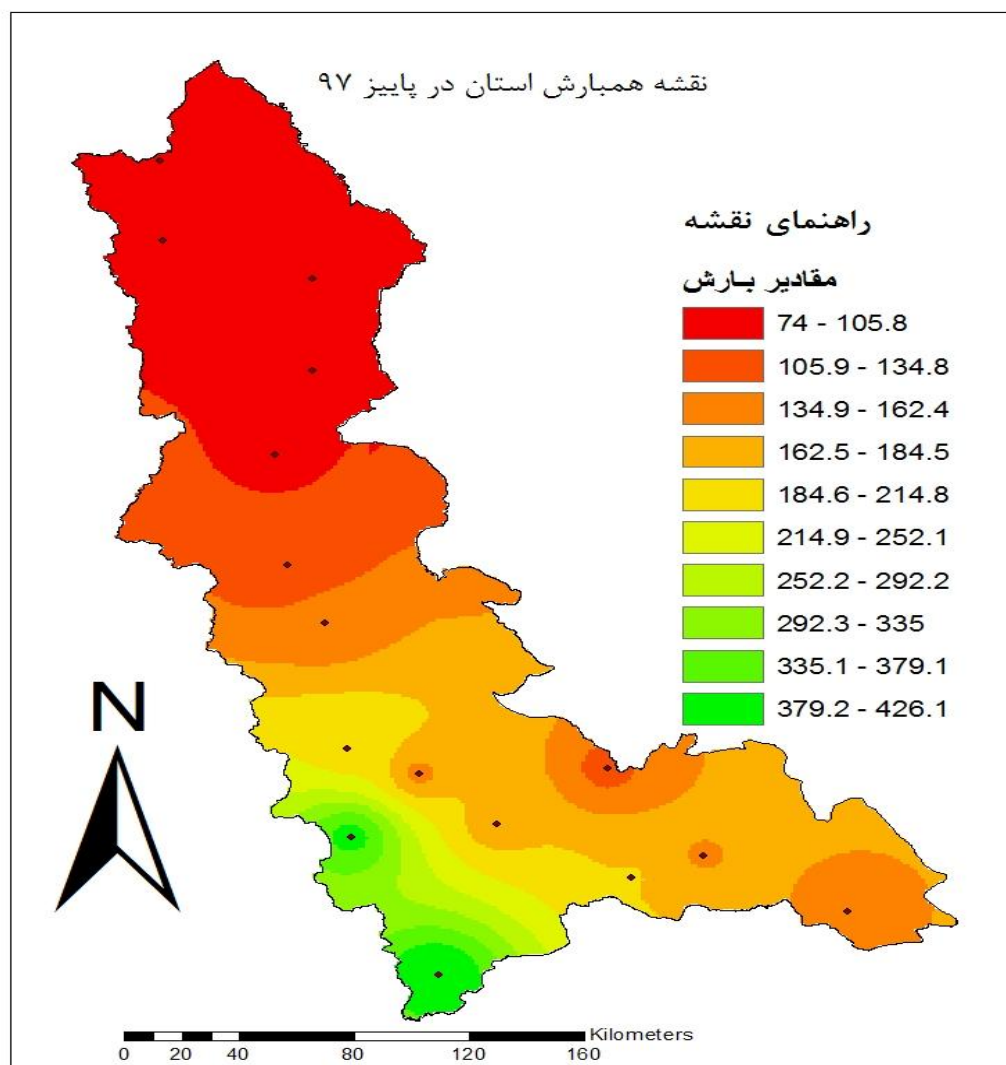 نقشه همبارش استان در پاییز ۹۷
راهنمای نقشه
مقادیر بارش
74 - 105.8
105.9 - 134.8
134.9 - 162.4
162.5 - 184.5
184.6 - 214.8
214.9 - 252.1
252.2 - 292.2
292.3 - 335
335.1 - 379.1
379.2 - 426.1
N
Kilometers
0 20 40 80 120 160